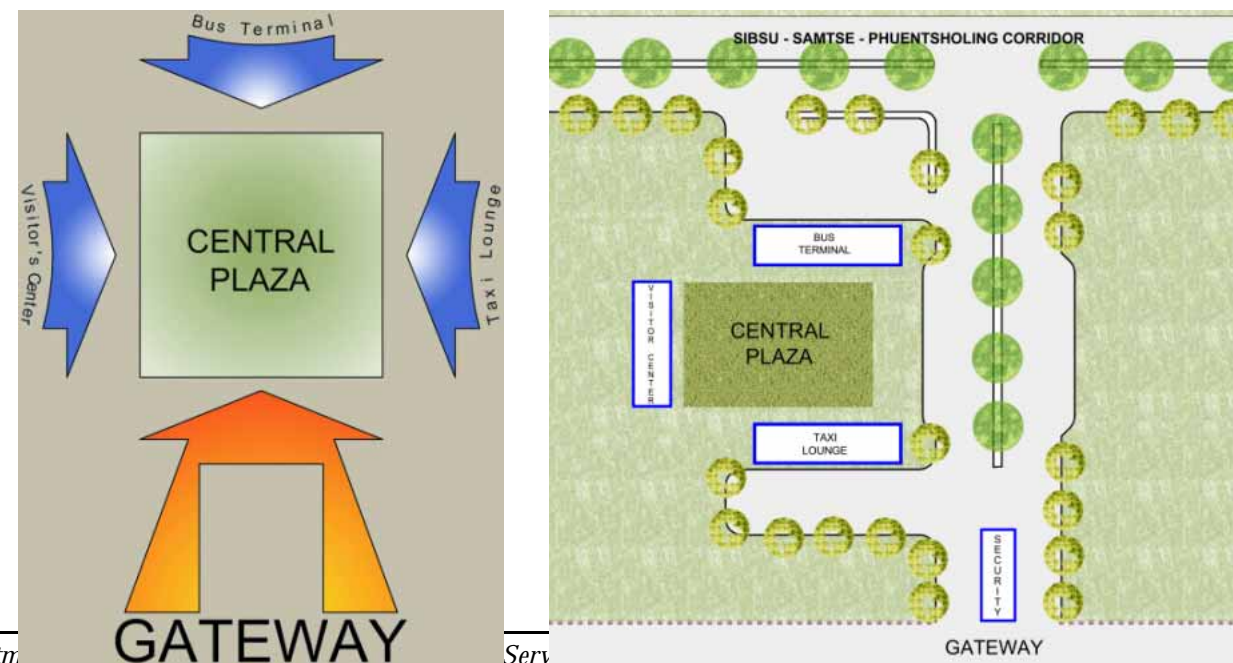 Bus Terminal
Visitor's Center
CENTRAL
PLAZA
Taxi Lounge
GATEWAY
SIBSU - SAMTSE - PHUENTSHOLING CORRIDOR
BUS
TERMINAL
VISITOR CENTER
CENTRAL
PLAZA
TAXI
LOUNGE
SECURITY
GATEWAY